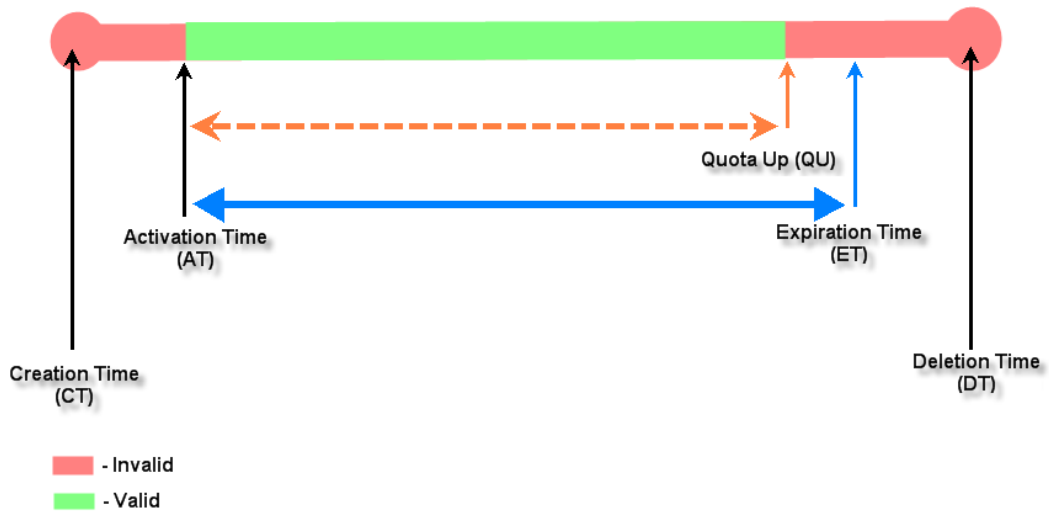 Quota Up (QU)
Activation Time
(AT)
Expiration Time
(ET)
Creation Time
(CT)
Deletion Time
(DT)
- Invalid
- Valid